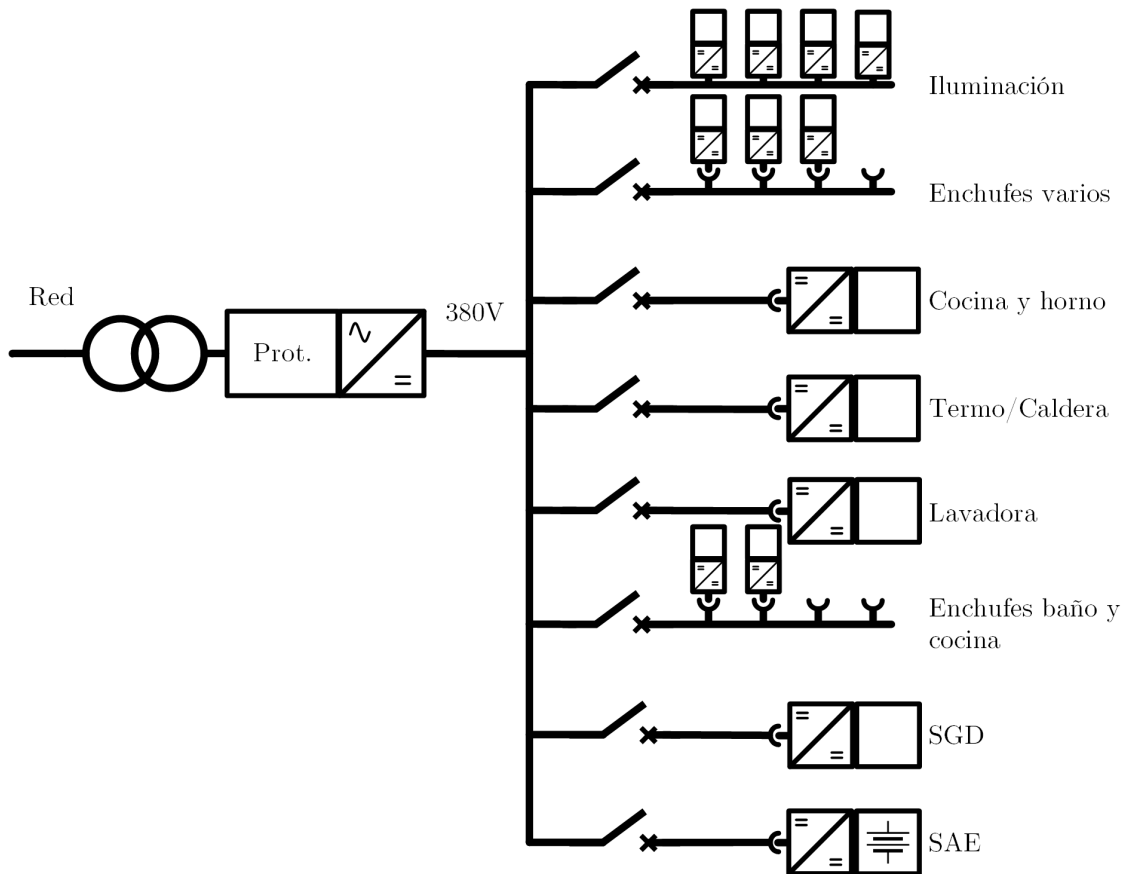 Iluminación
Enchufes varios
Red
380V
Cocina y horno
Prot.
Termo/Caldera
Lavadora
Enchufes baño y
cocina
SGD
SAE